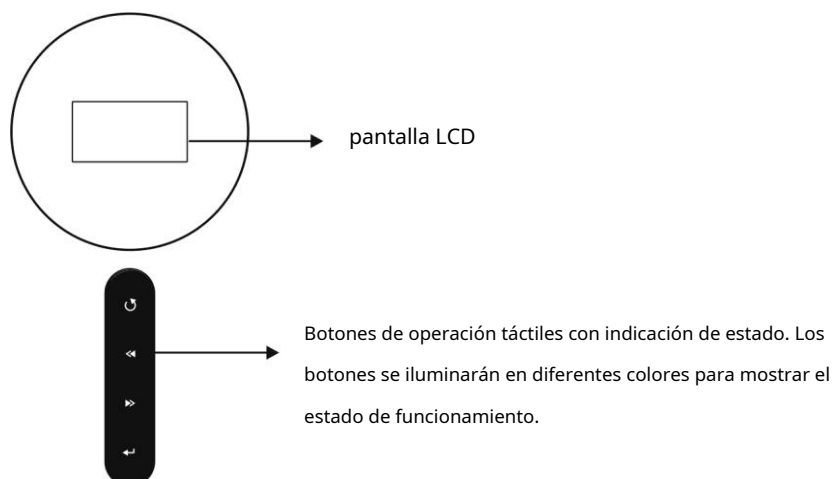 pantalla LCD
Botones de operación táctiles con indicación de estado. Los
botones se iluminarán en diferentes colores para mostrar el
estado de funcionamiento.